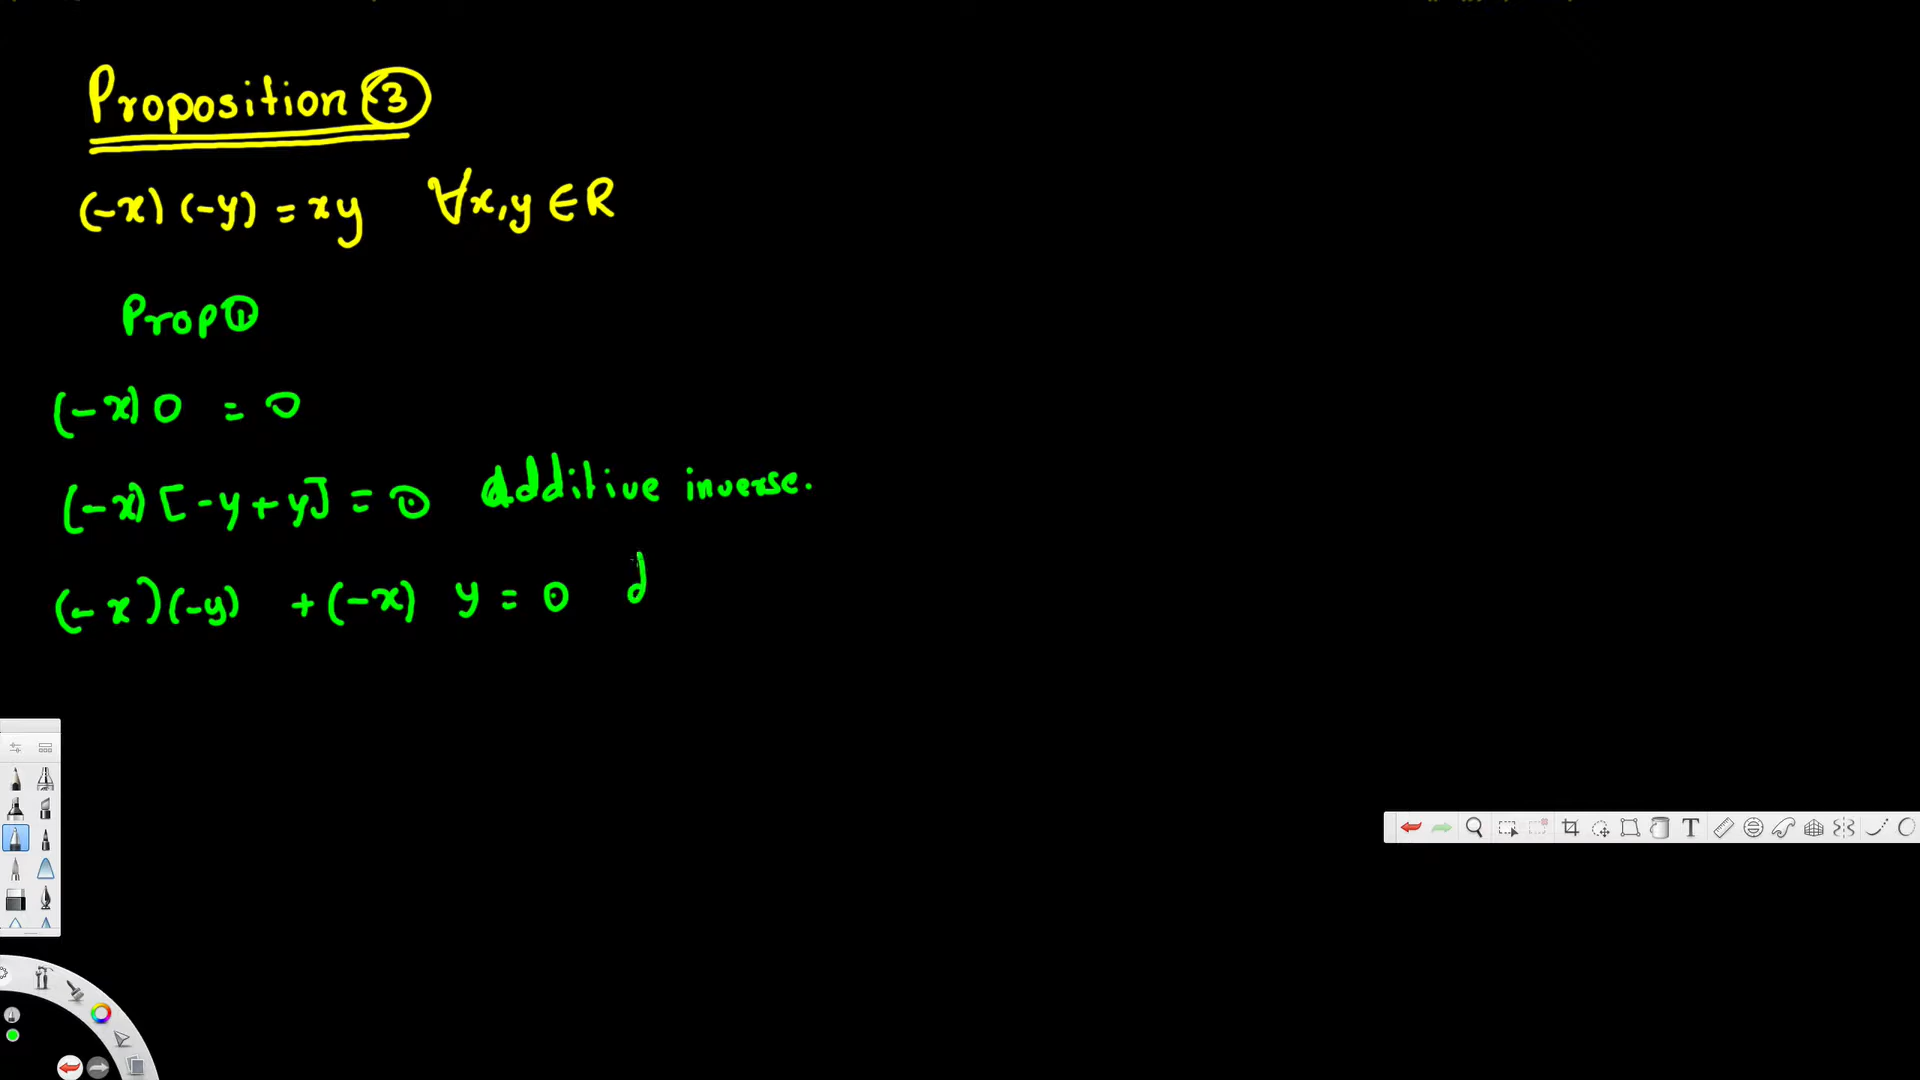 Proposition ③
(-x) (-y) = xy ∀x,y ∈ R
Prop ①
(-x) 0 = 0
(-x) [-y + y] = 0 additive inverse.
(-x)(-y) + (-x) y = 0 d
T